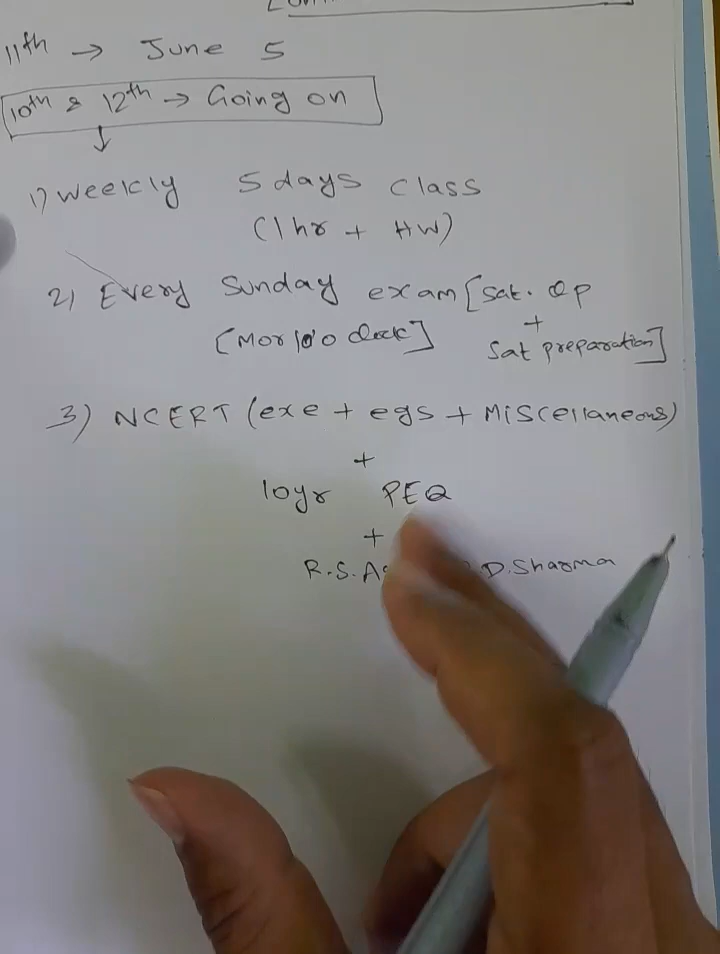 11th → June 5
10th & 12th → Going on
1) Weekly 5 days class
(1 hr + HW)
2) Every Sunday exam [Sat. QP
+
[Mor 10'o clock] Sat preparation]
3) NCERT (exe + egs + Miscellaneous)
+
10yr PEQ
+
R.S. D.Sharma